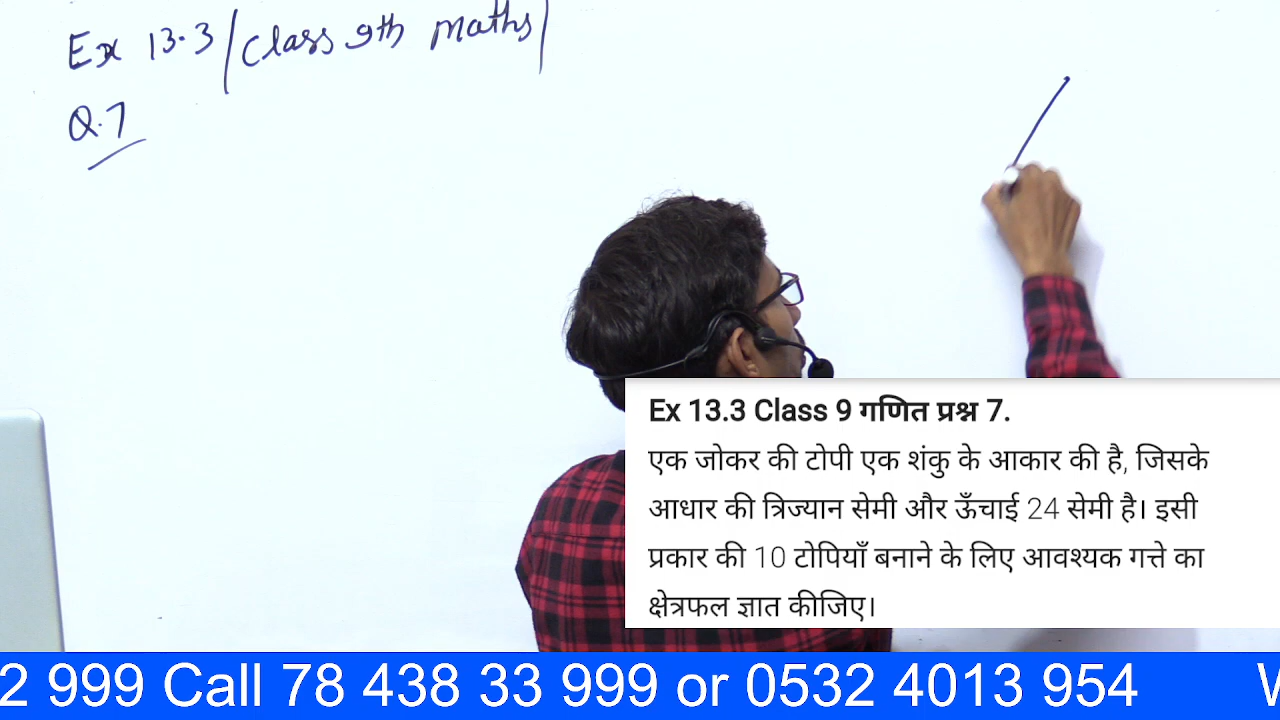 Ex 13.3 / Class 9th maths /
Q.7
Ex 13.3 Class 9 गणित प्रश्न 7.
एक जोकर की टोपी एक शंकु के आकार की है, जिसके
आधार की त्रिज्यान सेमी और ऊँचाई 24 सेमी है। इसी
प्रकार की 10 टोपियाँ बनाने के लिए आवश्यक गत्ते का
क्षेत्रफल ज्ञात कीजिए।
2 999 Call 78 438 33 999 or 0532 4013 954